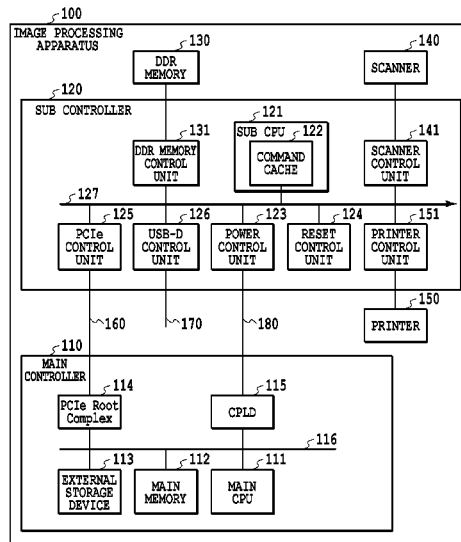 100
IMAGE PROCESSING
APPARATUS
130
DDR
MEMORY
140
SCANNER
120
SUB CONTROLLER
121
SUB CPU
122
COMMAND
CACHE
131
DDR MEMORY
CONTROL
UNIT
141
SCANNER
CONTROL
UNIT
127
125
PCIe
CONTROL
UNIT
126
USB-D
CONTROL
UNIT
123
POWER
CONTROL
UNIT
124
RESET
CONTROL
UNIT
151
PRINTER
CONTROL
UNIT
150
PRINTER
160
170
180
110
MAIN
CONTROLLER
114
PCIe Root
Complex
115
CPLD
116
113
EXTERNAL
STORAGE
DEVICE
112
MAIN
MEMORY
111
MAIN
CPU